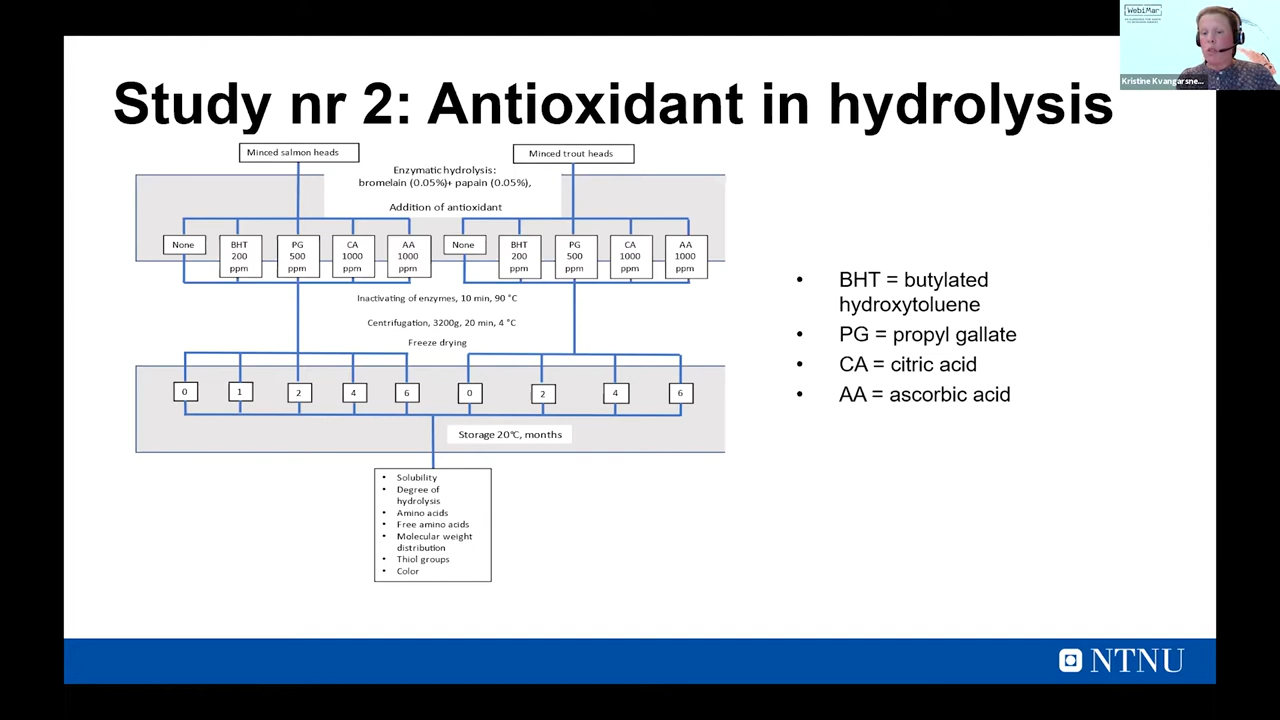 WebiMar
Kristine Kvangarsne...
Study nr 2: Antioxidant in hydrolysis
Minced salmon heads
Minced trout heads
Enzymatic hydrolysis:
bromelain (0.05%)+ papain (0.05%),
Addition of antioxidant
None
BHT
200
ppm
PG
500
ppm
CA
1000
ppm
AA
1000
ppm
None
BHT
200
ppm
PG
500
ppm
CA
1000
ppm
AA
1000
ppm
Inactivating of enzymes, 10 min, 90 °C
Centrifugation, 3200g, 20 min, 4 °C
Freeze drying
0
1
2
4
6
0
2
4
6
Storage 20°C, months
• Solubility
• Degree of
hydrolysis
• Amino acids
• Free amino acids
• Molecular weight
distribution
• Thiol groups
• Color
• BHT = butylated
hydroxytoluene
• PG = propyl gallate
• CA = citric acid
• AA = ascorbic acid
NTNU